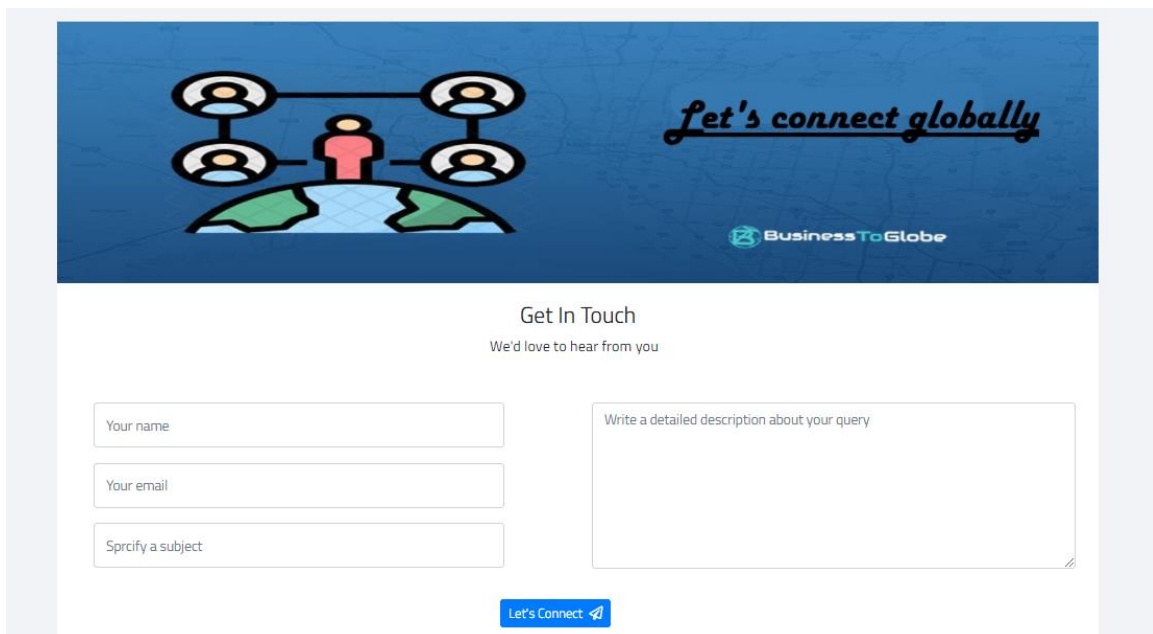 Let's connect globally
BusinessToGlobe
Get In Touch
We'd love to hear from you
Your name
Your email
Sprcify a subject
Write a detailed description about your query
Let's Connect